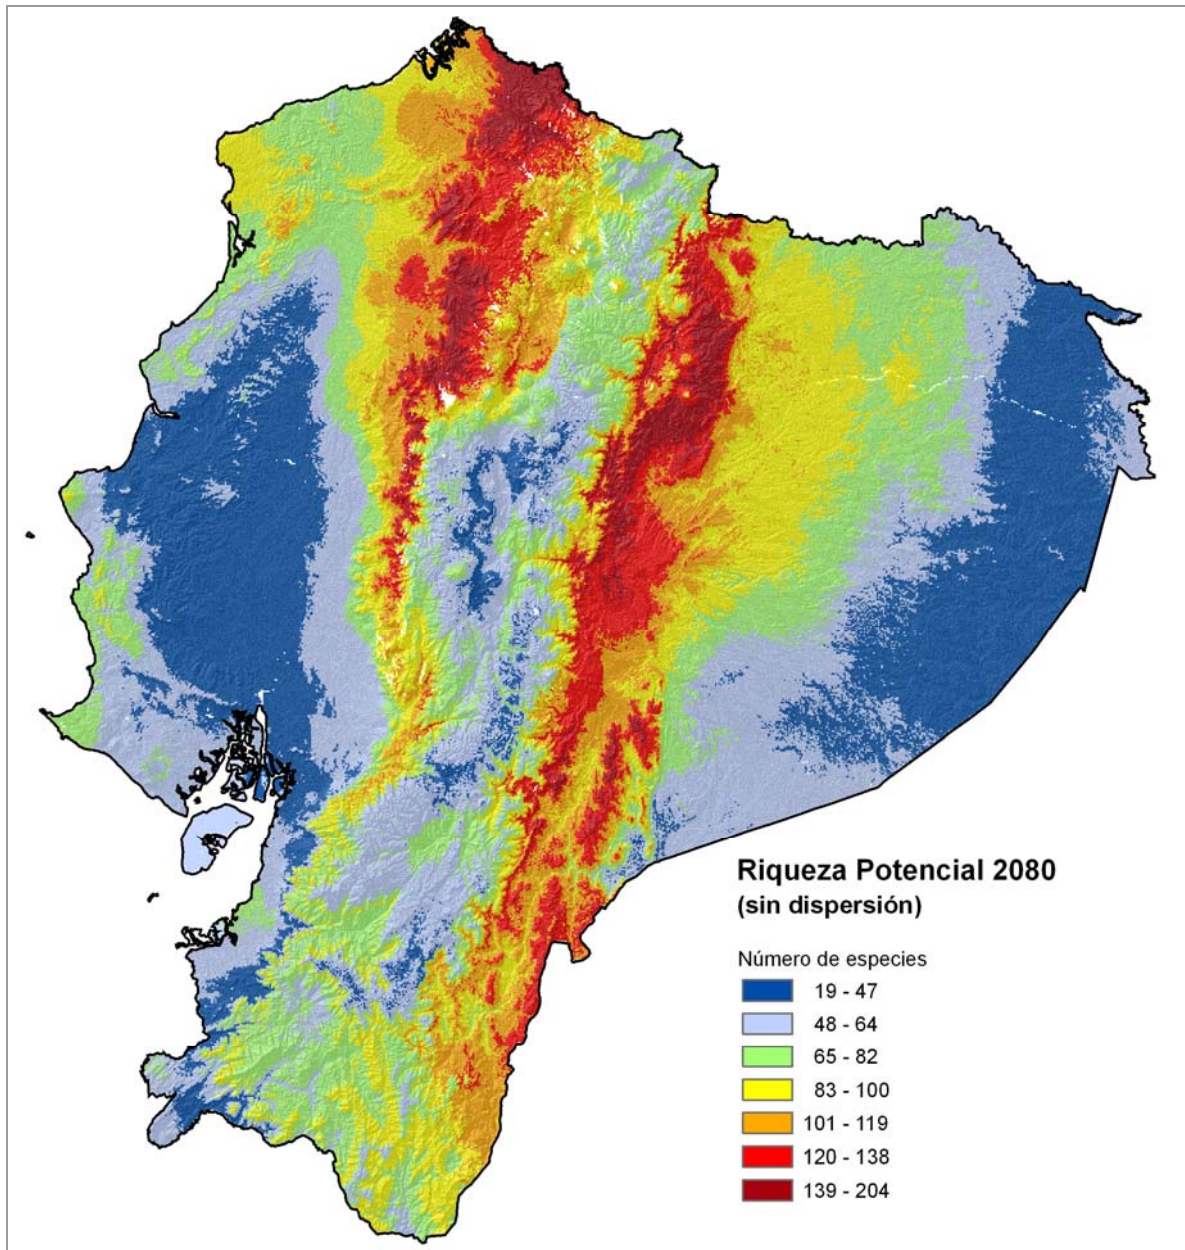 Riqueza Potencial 2080
(sin dispersión)
Número de especies
19 - 47
48 - 64
65 - 82
83 - 100
101 - 119
120 - 138
139 - 204